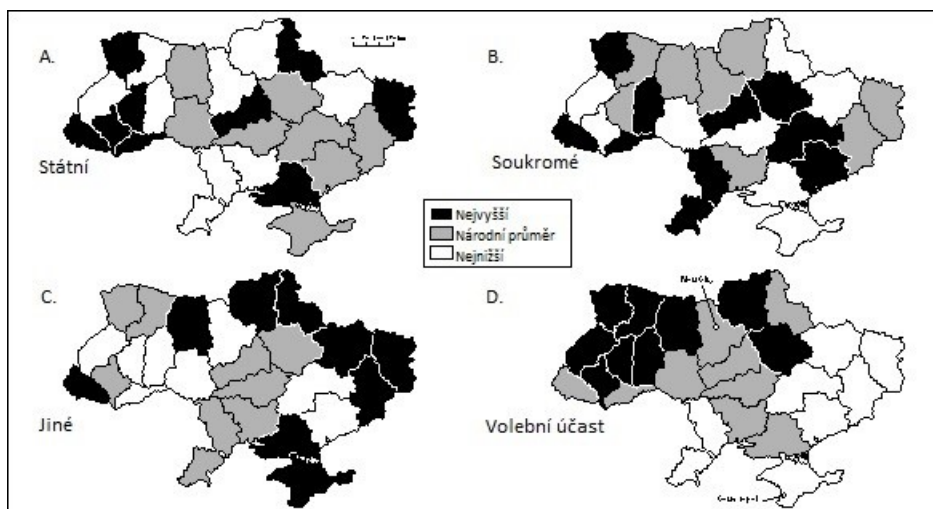 A.
B.
Státní
Soukromé
Nejvyšší
Národní průměr
Nejnižší
C.
D.
Jiné
Volební účast